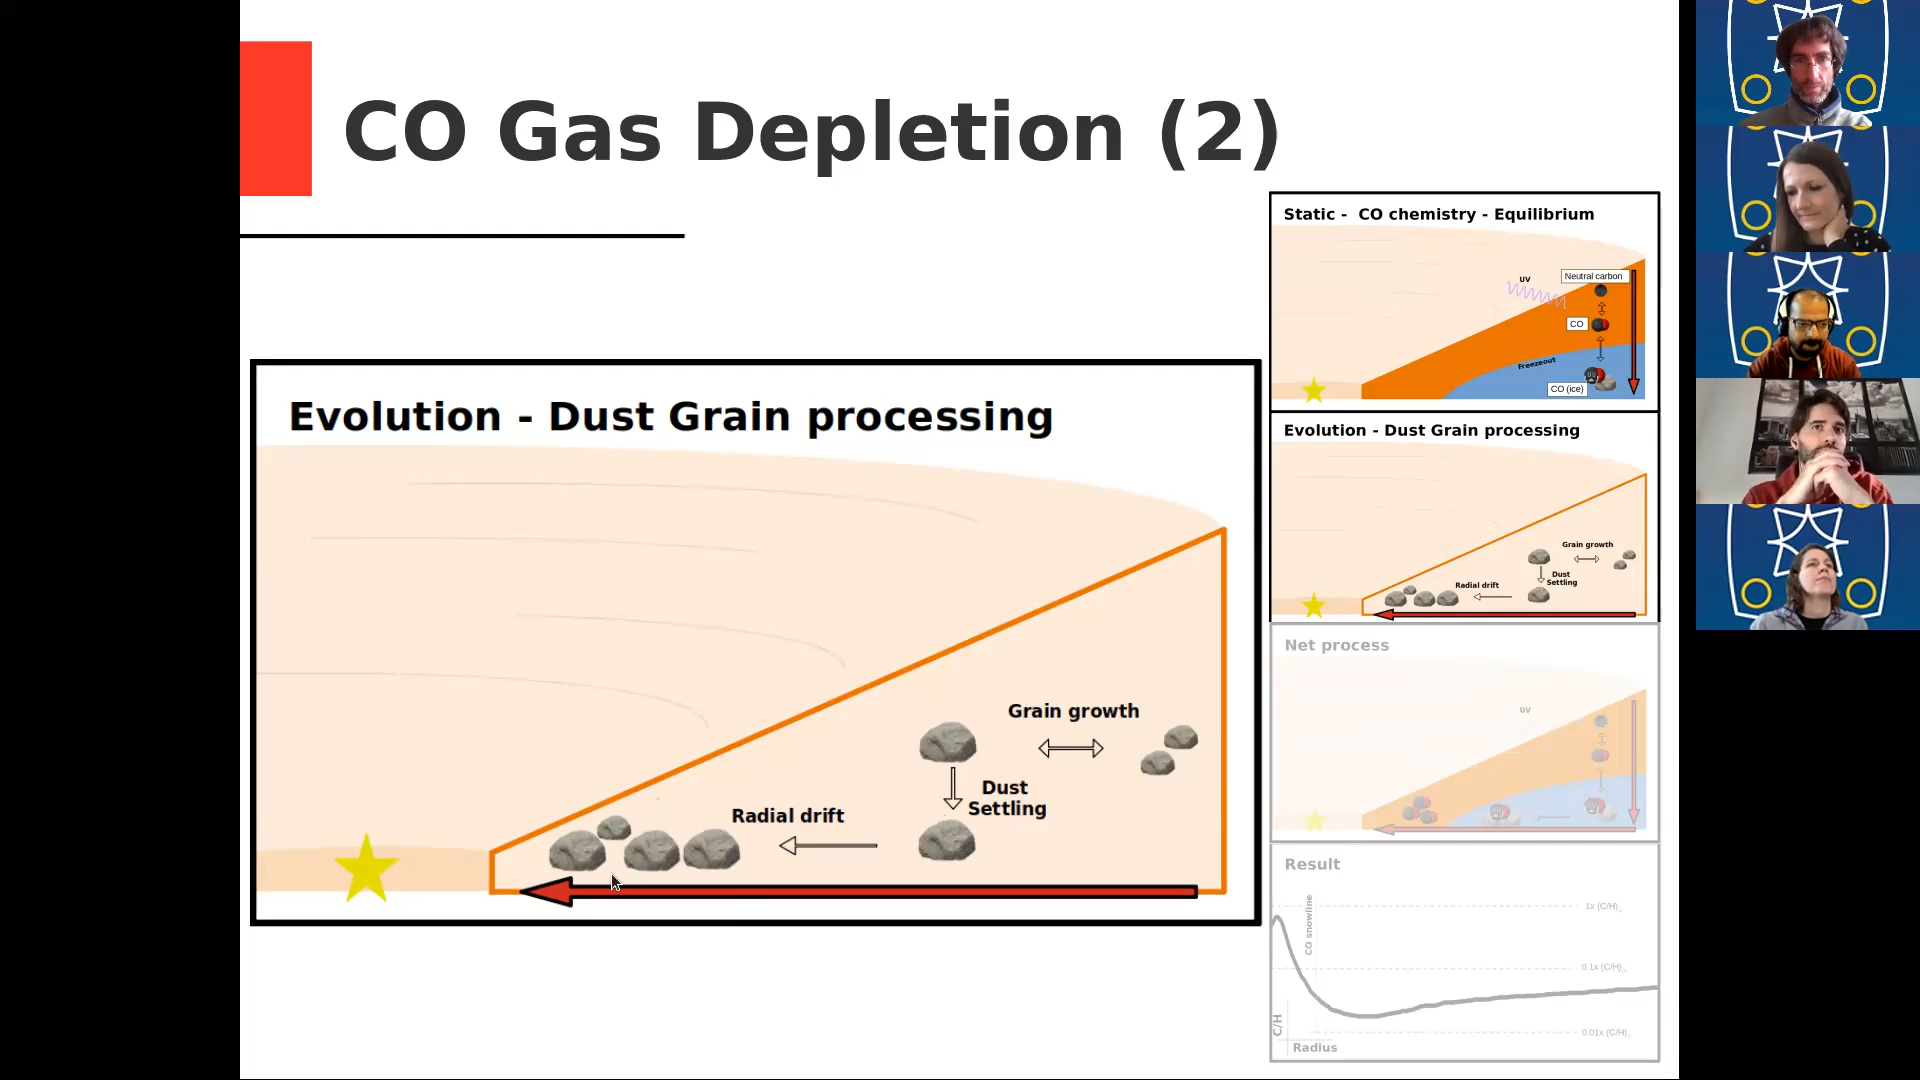 CO Gas Depletion (2)
Evolution - Dust Grain processing
Grain growth
Dust
Settling
Radial drift
Static - CO chemistry - Equilibrium
UV
Neutral carbon
CO
Freezeout
CO (ice)
Evolution - Dust Grain processing
Grain growth
Dust
Settling
Radial drift
Net process
UV
Result
CO snowline
1x (C/H)
0.1x (C/H)
0.01x (C/H)
C/H
Radius